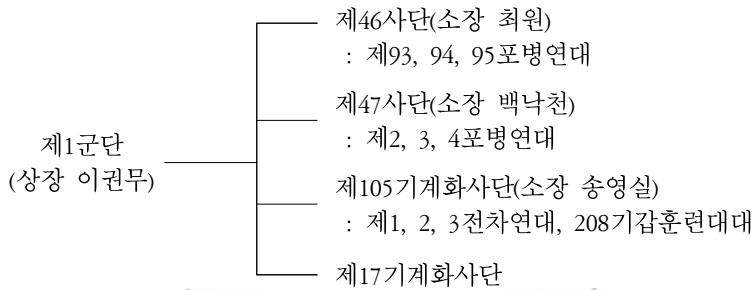 제46사단(소장 최원)
: 제93, 94, 95포병연대
제47사단(소장 백낙천)
: 제2, 3, 4포병연대
제1군단
(상장 이권무)
제105기계화사단(소장 송영실)
: 제1, 2, 3전차연대, 208기갑훈련대대
제17기계화사단